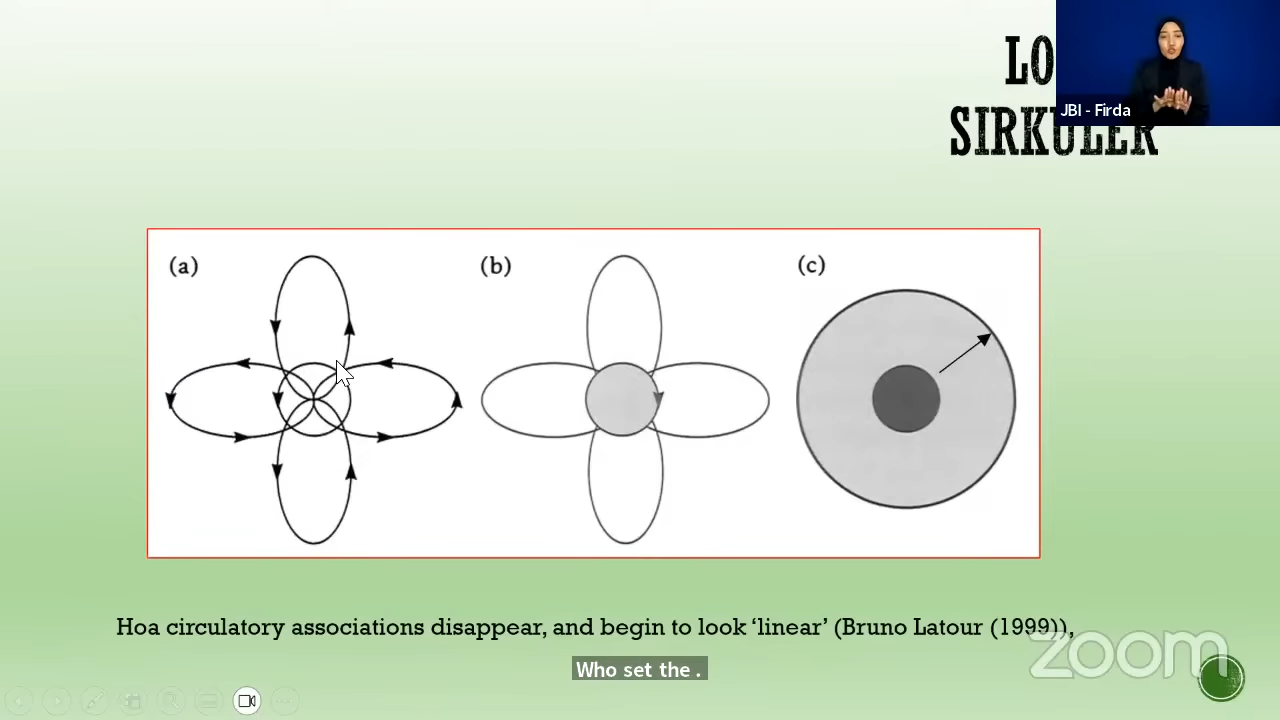 LO
SIRKULER
JBI - Firda
(a)
(b)
(c)
Hoa circulatory associations disappear, and begin to look ‘linear’ (Bruno Latour (1999)),
Who set the .
zoom